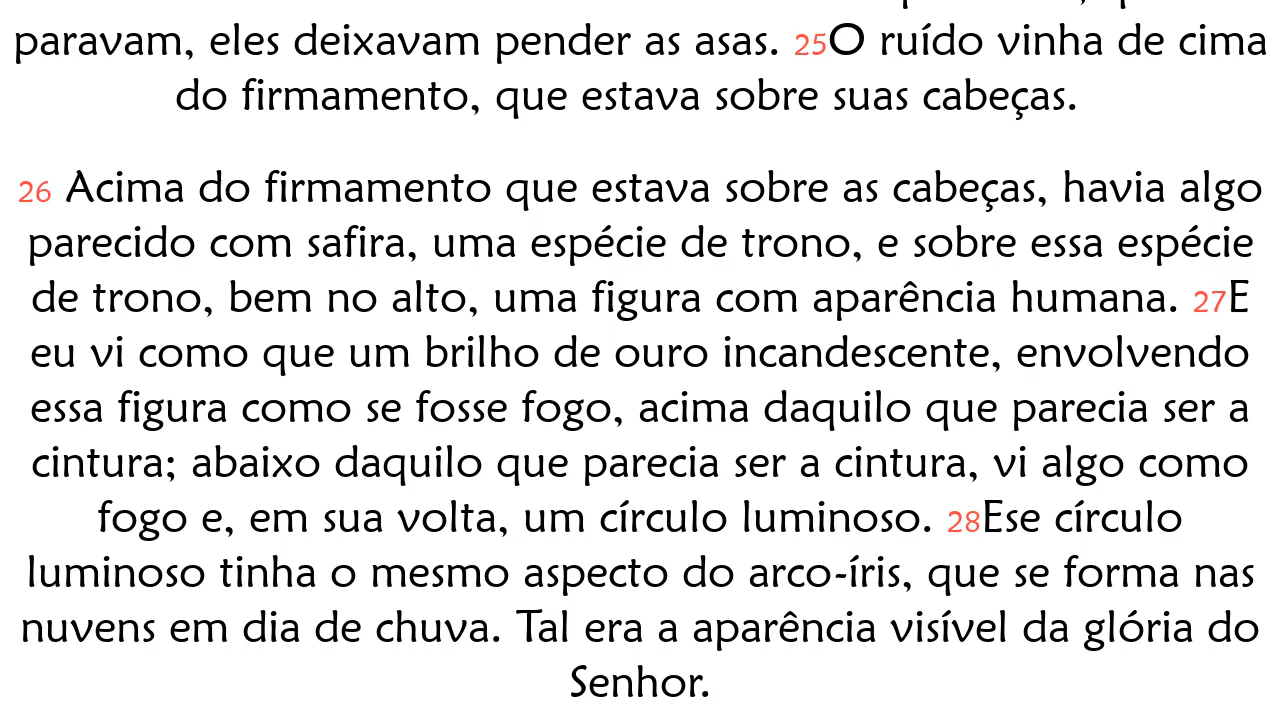 paravam, eles deixavam pender as asas. 25O ruído vinha de cima
do firmamento, que estava sobre suas cabeças.
26 Acima do firmamento que estava sobre as cabeças, havia algo
parecido com safira, uma espécie de trono, e sobre essa espécie
de trono, bem no alto, uma figura com aparência humana. 27E
eu vi como que um brilho de ouro incandescente, envolvendo
essa figura como se fosse fogo, acima daquilo que parecia ser a
cintura; abaixo daquilo que parecia ser a cintura, vi algo como
fogo e, em sua volta, um círculo luminoso. 28Ese círculo
luminoso tinha o mesmo aspecto do arco-íris, que se forma nas
nuvens em dia de chuva. Tal era a aparência visível da glória do
Senhor.